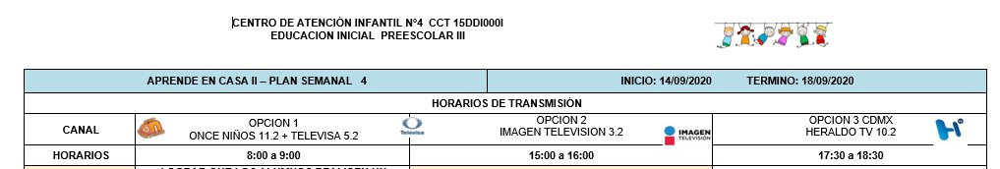 CENTRO DE ATENCIÓN INFANTIL N°4 CCT 15DDI000I
EDUCACION INICIAL PREESCOLAR III
APRENDE EN CASA II – PLAN SEMANAL 4
INICIO: 14/09/2020 TERMINO: 18/09/2020
HORARIOS DE TRANSMISIÓN
CANAL
OPCION 1
ONCE NIÑOS 11.2 + TELEVISA 5.2
Televisa
OPCION 2
IMAGEN TELEVISION 3.2
IMAGEN
TELEVISIÓN
OPCION 3 CDMX
HERALDO TV 10.2
HORARIOS
8:00 a 9:00
15:00 a 16:00
17:30 a 18:30